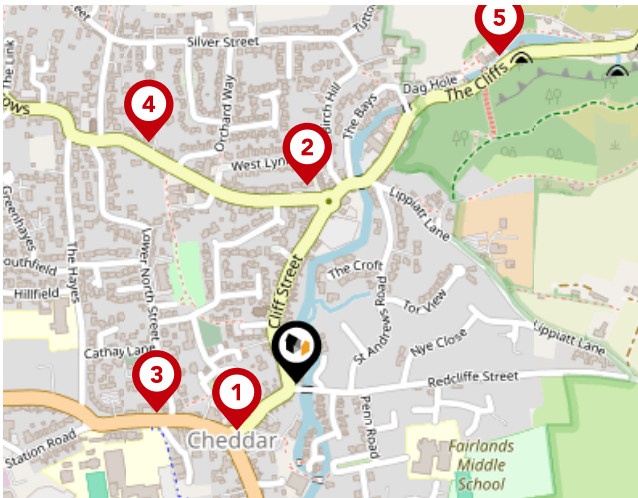 5
Silver Street
Tutto
The Link
Dag Hole
The Cliffs
4
ows
Orchard Way
Birch Hill
The Bays
2
West Lyn
Lippiatt Lane
Greenhayes
outhfield
The Hayes
Lower North Street
Cliff Street
The Croft
Hillfield
St Andrews Road
Tor View
Cathay Lane
Nye Close
Lippiatt Lane
3
1
Redcliffe Street
Cheddar
Station Road
Penn Road
Fairlands
Middle
School